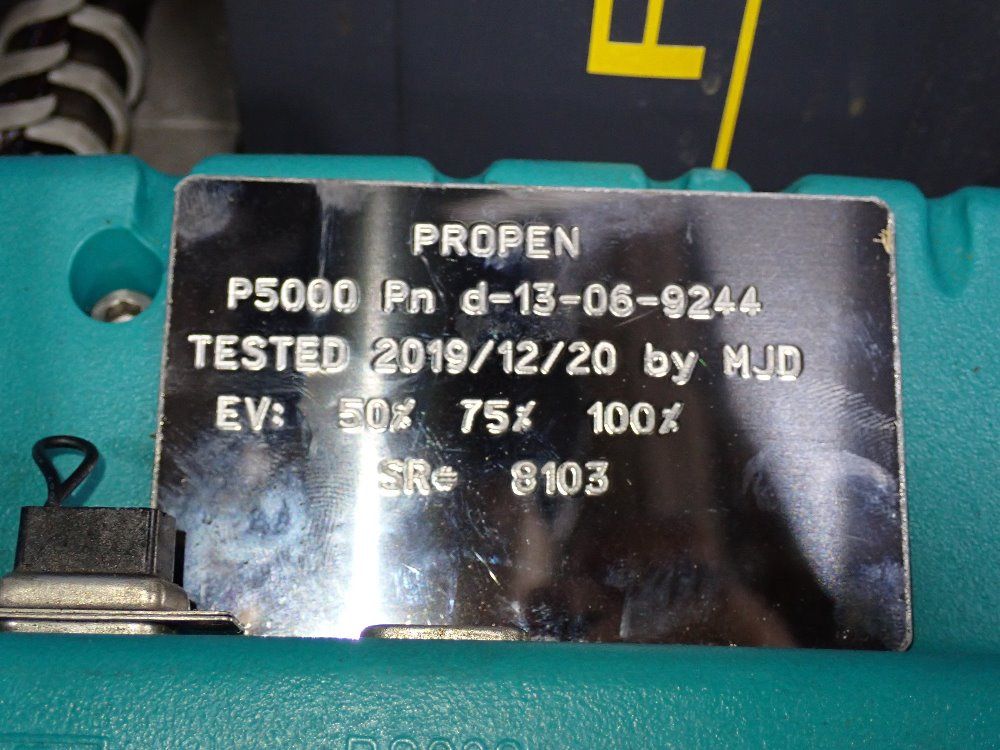 PROPEN
P5000 Pn d-13-06-9244
TESTED 2019/12/20 by MJD
EV: 50% 75% 100%
SR# 8103